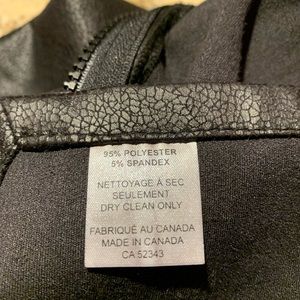 95% POLYESTER
5% SPANDEX
NETTOYAGE À SEC
SEULEMENT
DRY CLEAN ONLY
FABRIQUÉ AU CANADA
MADE IN CANADA
CA 52343